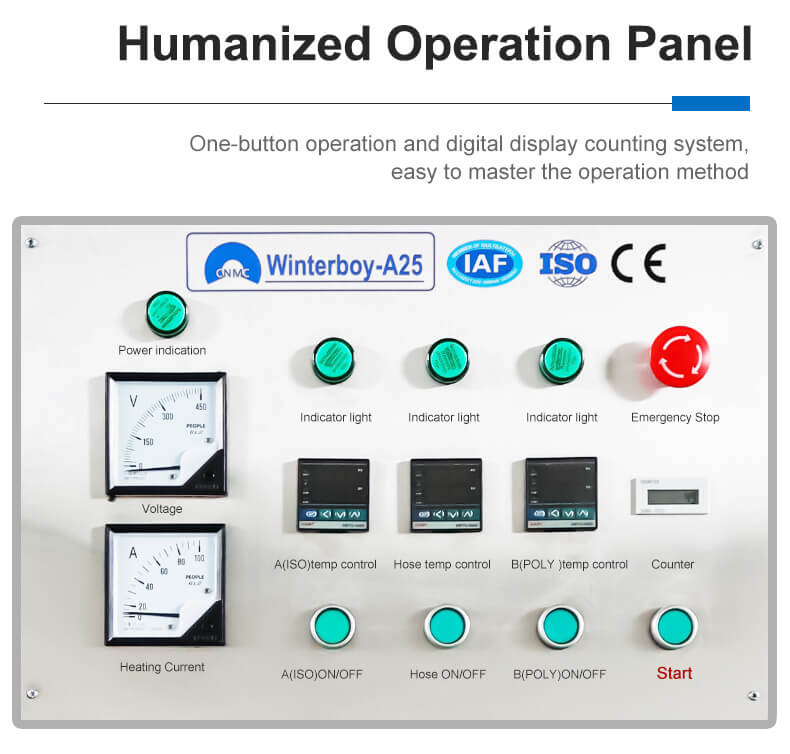 Humanized Operation Panel
One-button operation and digital display counting system,
easy to master the operation method
CNMC Winterboy-A25
IAF
ISO
CE
Power indication
Indicator light
Indicator light
Indicator light
Emergency Stop
V
450
300
150
0
PEOPLE
Voltage
A
100
80
60
40
20
0
PEOPLE
Heating Current
A(ISO)temp control
Hose temp control
B(POLY )temp control
Counter
A(ISO)ON/OFF
Hose ON/OFF
B(POLY)ON/OFF
Start